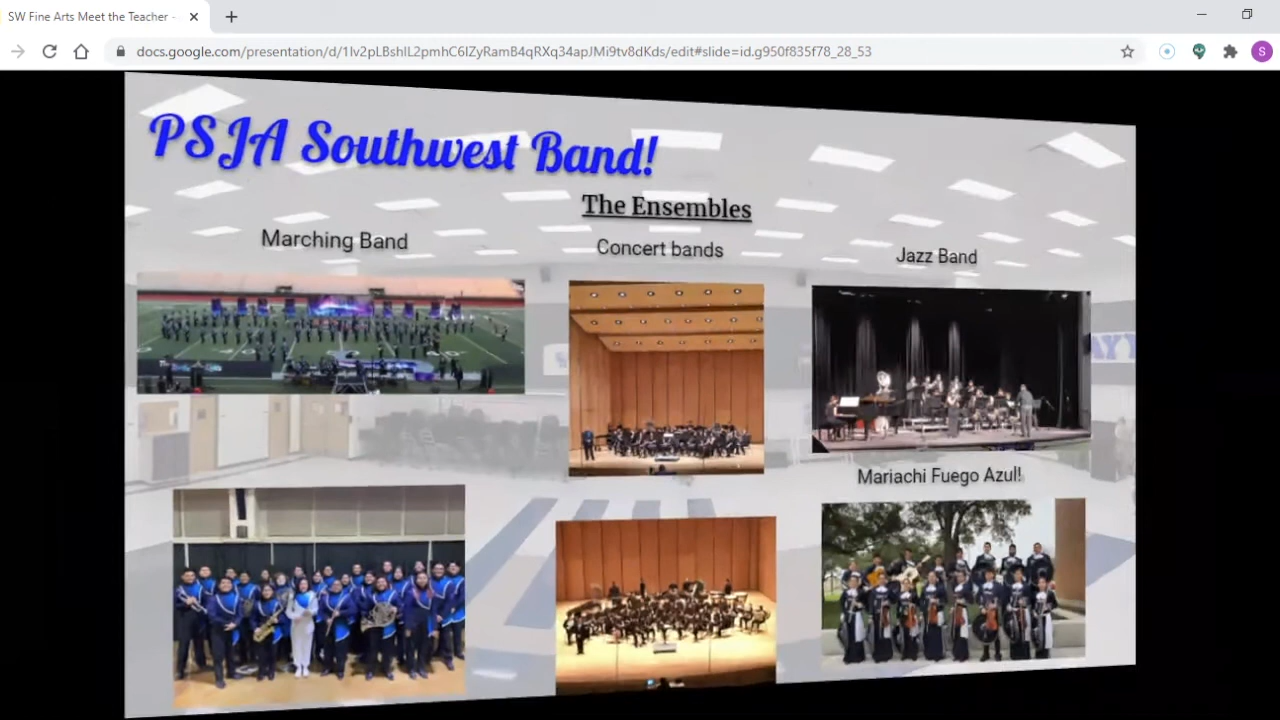 SW Fine Arts Meet the Teacher -
docs.google.com/presentation/d/1Iv2pLBshlL2pmhC6IZyRamB4qRXq34apJMi9tv8dKds/edit#slide=id.g950f835f78_28_53
S
PSJA Southwest Band!
The Ensembles
Marching Band
Concert bands
Jazz Band
Mariachi Fuego Azul!